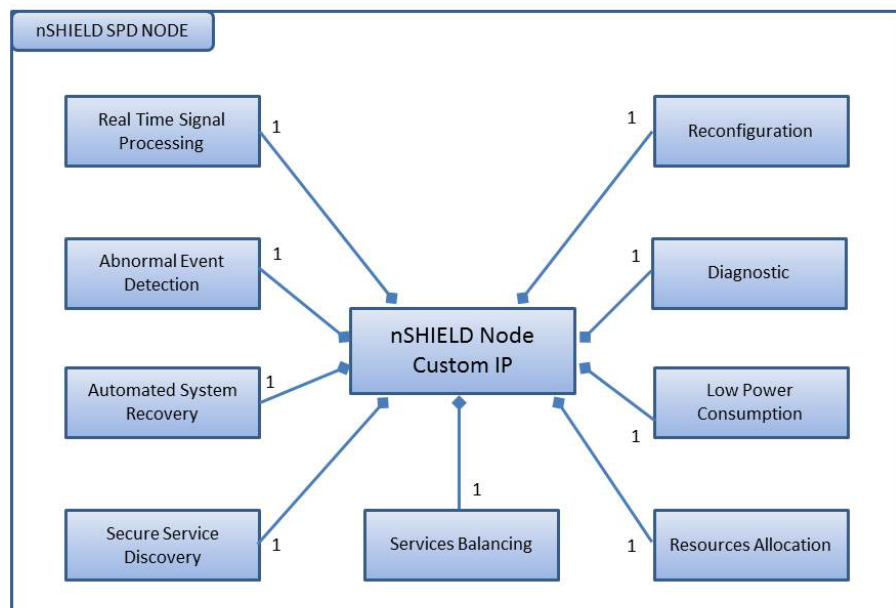 nSHIELD SPD NODE
Real Time Signal
Processing
1
1
Reconfiguration
Abnormal Event
Detection
1
1
Diagnostic
nSHIELD Node
Custom IP
Automated System
Recovery
1
Low Power
Consumption
1
Secure Service
Discovery
1
1
Services Balancing
1
Resources Allocation